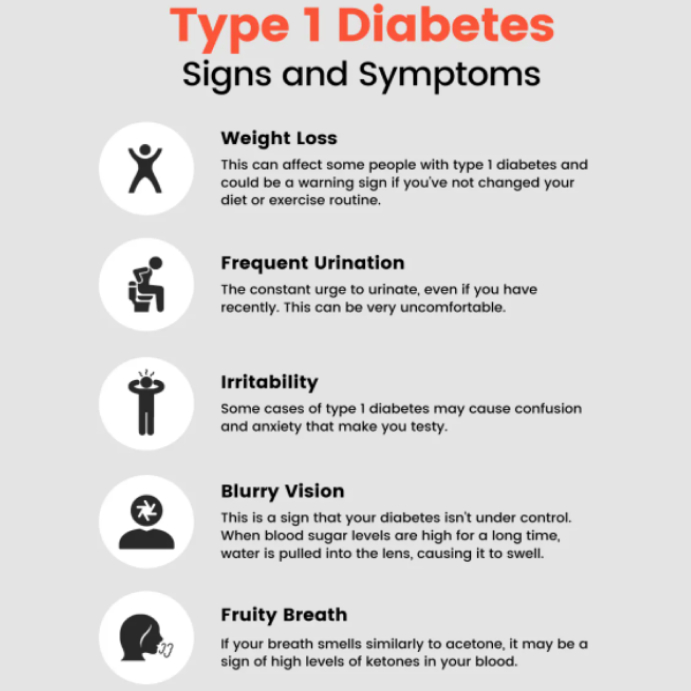 Type 1 Diabetes
Signs and Symptoms
Weight Loss
This can affect some people with type 1 diabetes and
could be a warning sign if you've not changed your
diet or exercise routine.
Frequent Urination
The constant urge to urinate, even if you have
recently. This can be very uncomfortable.
Irritability
Some cases of type 1 diabetes may cause confusion
and anxiety that make you testy.
Blurry Vision
This is a sign that your diabetes isn't under control.
When blood sugar levels are high for a long time,
water is pulled into the lens, causing it to swell.
Fruity Breath
If your breath smells similarly to acetone, it may be a
sign of high levels of ketones in your blood.